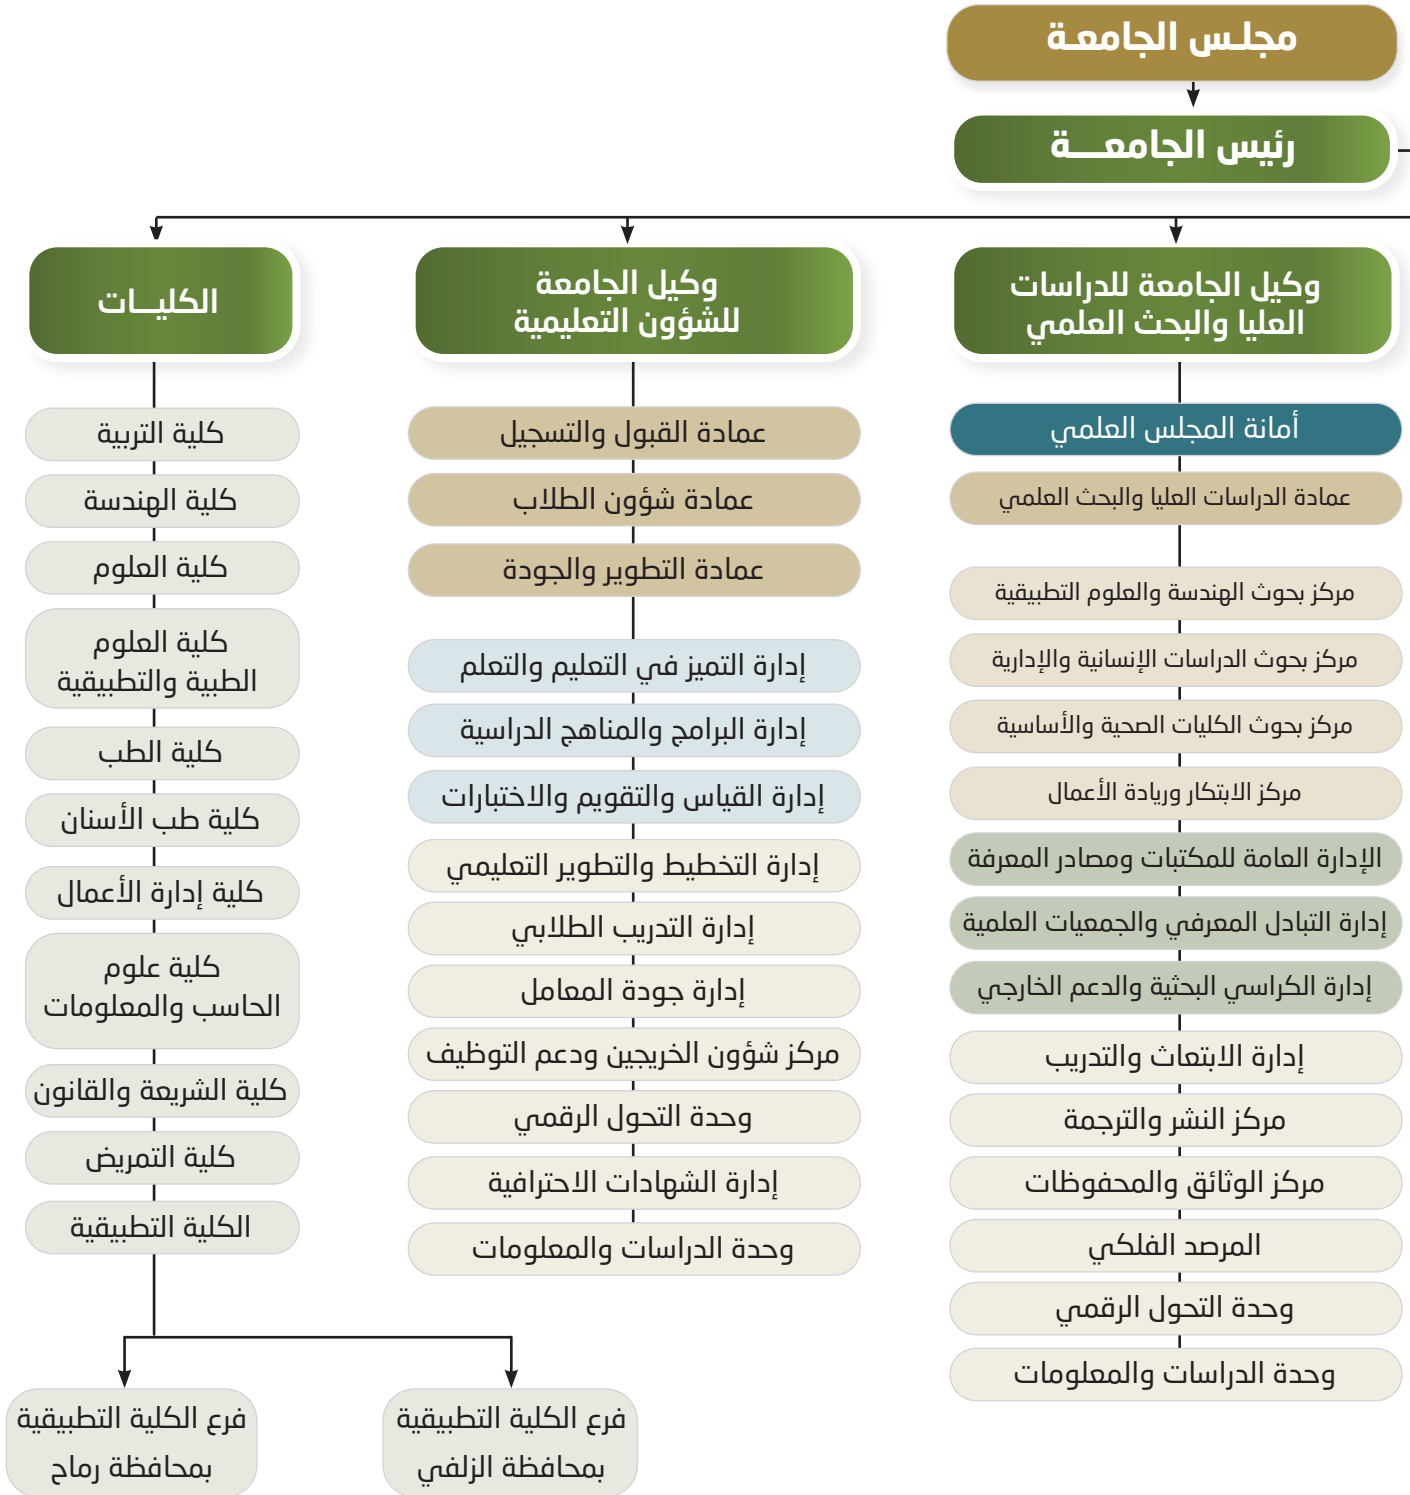 مجلس الجامعة
رئيس الجامعة
وكيل الجامعة للدراسات
العليا والبحث العلمي
أمانة المجلس العلمي
عمادة الدراسات العليا والبحث العلمي
مركز بحوث الهندسة والعلوم التطبيقية
مركز بحوث الدراسات الإنسانية والإدارية
مركز بحوث الكليات الصحية والأساسية
مركز الابتكار وريادة الأعمال
الإدارة العامة للمكتبات ومصادر المعرفة
إدارة التبادل المعرفي والجمعيات العلمية
إدارة الكراسي البحثية والدعم الخارجي
إدارة الابتعاث والتدريب
مركز النشر والترجمة
مركز الوثائق والمحفوظات
المرصد الفلكي
وحدة التحول الرقمي
وحدة الدراسات والمعلومات
وكيل الجامعة
للشؤون التعليمية
عمادة القبول والتسجيل
عمادة شؤون الطلاب
عمادة التطوير والجودة
إدارة التميز في التعليم والتعلم
إدارة البرامج والمناهج الدراسية
إدارة القياس والتقويم والاختبارات
إدارة التخطيط والتطوير التعليمي
إدارة التدريب الطلابي
إدارة جودة المعامل
مركز شؤون الخريجين ودعم التوظيف
وحدة التحول الرقمي
إدارة الشهادات الاحترافية
وحدة الدراسات والمعلومات
الكليات
كلية التربية
كلية الهندسة
كلية العلوم
كلية العلوم
الطبية والتطبيقية
كلية الطب
كلية طب الأسنان
كلية إدارة الأعمال
كلية علوم
الحاسب والمعلومات
كلية الشريعة والقانون
كلية التمريض
الكلية التطبيقية
فرع الكلية التطبيقية
بمحافظة الزلفي
فرع الكلية التطبيقية
بمحافظة رماح